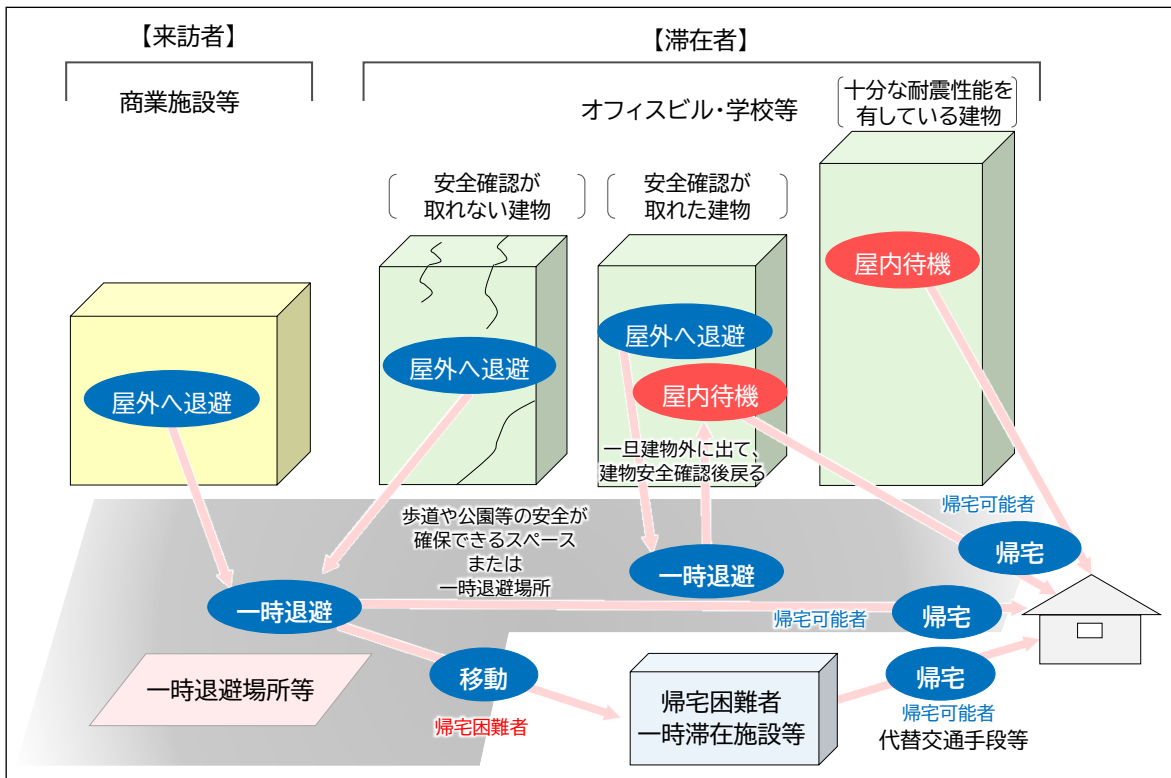 【来訪者】
【滞在者】
商業施設等
オフィスビル・学校等
十分な耐震性能を
有している建物
安全確認が
取れない建物
安全確認が
取れた建物
屋内待機
屋外へ退避
屋外へ退避
屋外へ退避
屋内待機
一旦建物外に出て、
建物安全確認後戻る
歩道や公園等の安全が
確保できるスペース
または
一時退避場所
帰宅可能者
帰宅
一時退避
一時退避
帰宅可能者
帰宅
一時退避場所等
移動
帰宅困難者
帰宅困難者
一時滞在施設等
帰宅
帰宅可能者
代替交通手段等